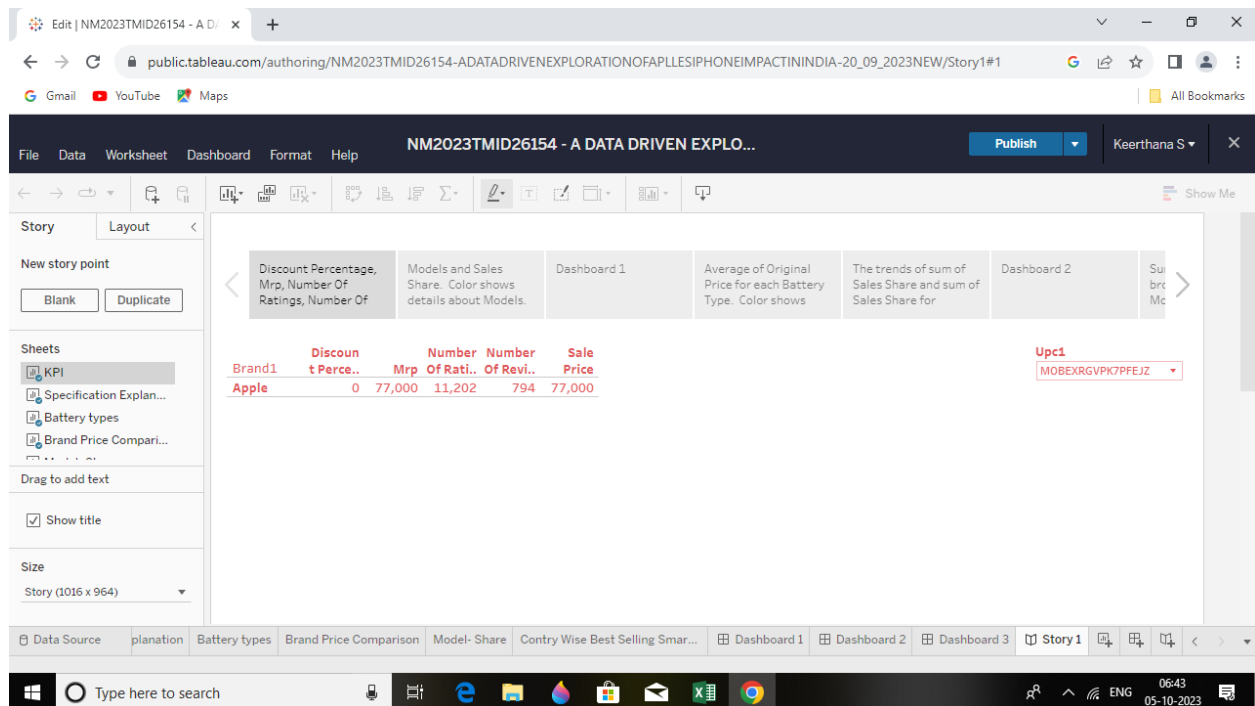 Edit | NM2023TMID26154 - A D/
public.tableau.com/authoring/NM2023TMID26154-ADATADRIVENEXPLORATIONOFAPLLESIPHONEIMPACTININDIA-20_09_2023NEW/Story1#1
Gmail YouTube Maps All Bookmarks
NM2023TMID26154 - A DATA DRIVEN EXPLO... Publish Keerthana S
File Data Worksheet Dashboard Format Help
Show Me
Story Layout
New story point
Blank Duplicate
Sheets
KPI
Specification Explan...
Battery types
Brand Price Compari...
Drag to add text
Show title
Size
Story (1016 x 964)
Discount Percentage,
Mrp, Number Of
Ratings, Number Of
Models and Sales
Share. Color shows
details about Models.
Dashboard 1
Average of Original
Price for each Battery
Type. Color shows
The trends of sum of
Sales Share and sum of
Sales Share for
Dashboard 2
Discoun Number Number Sale
Brand1 t Perce.. Mrp Of Rati.. Of Revi.. Price
Apple 0 77,000 11,202 794 77,000
Upc1
MOBEXRGVPK7PFEJZ
Data Source planation Battery types Brand Price Comparison Model- Share Contry Wise Best Selling Smar... Dashboard 1 Dashboard 2 Dashboard 3 Story 1
Type here to search ENG
06:43
05-10-2023